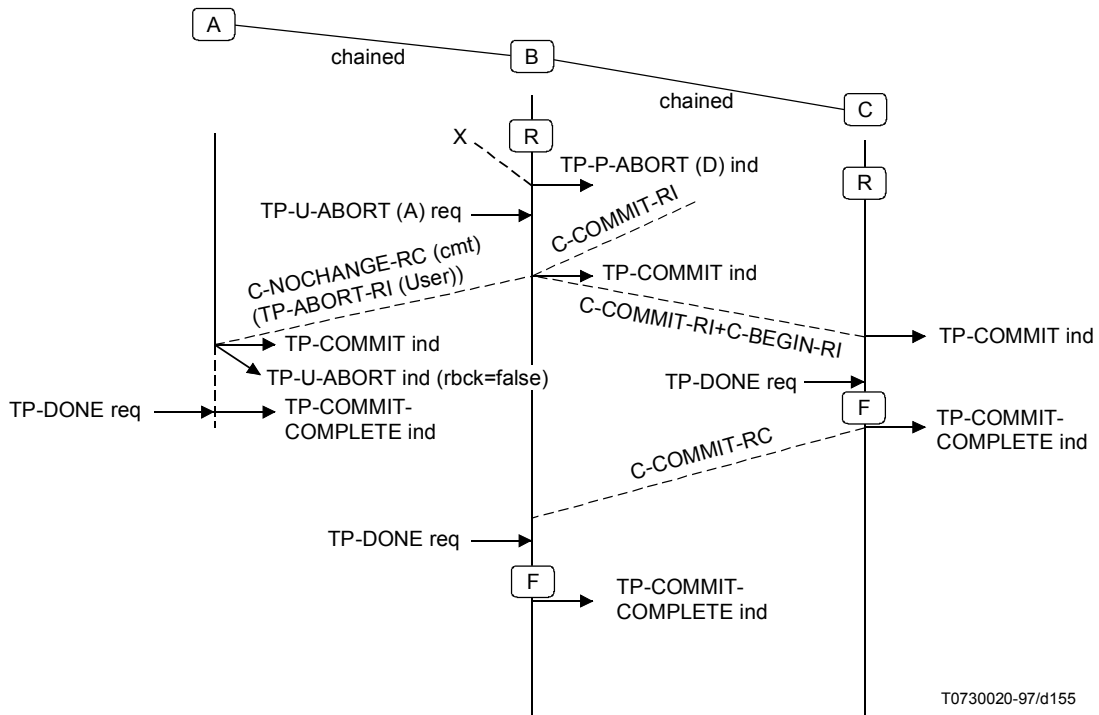 A
chained
B
chained
C
R
X
TP-P-ABORT (D) ind
R
TP-U-ABORT (A) req
C-COMMIT-RI
C-NOCHANGE-RC (cmt)
(TP-ABORT-RI (User))
TP-COMMIT ind
C-COMMIT-RI+C-BEGIN-RI
TP-COMMIT ind
TP-COMMIT ind
TP-U-ABORT ind (rbck=false)
TP-DONE req
TP-DONE req
TP-COMMIT-
COMPLETE ind
F
TP-COMMIT-
COMPLETE ind
C-COMMIT-RC
TP-DONE req
F
TP-COMMIT-
COMPLETE ind
T0730020-97/d155